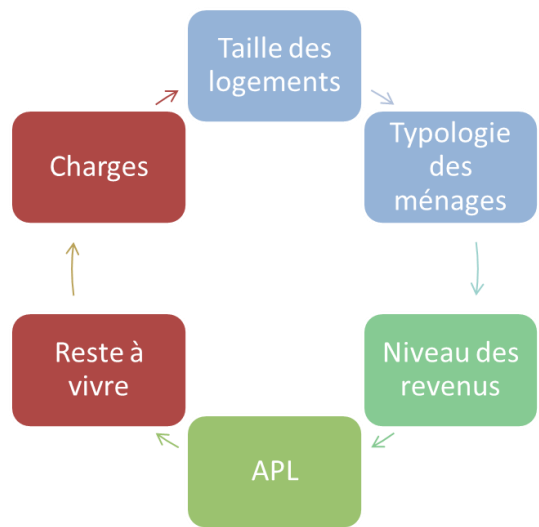 Taille des
logements
Typologie
des
ménages
Niveau des
revenus
APL
Reste à
vivre
Charges